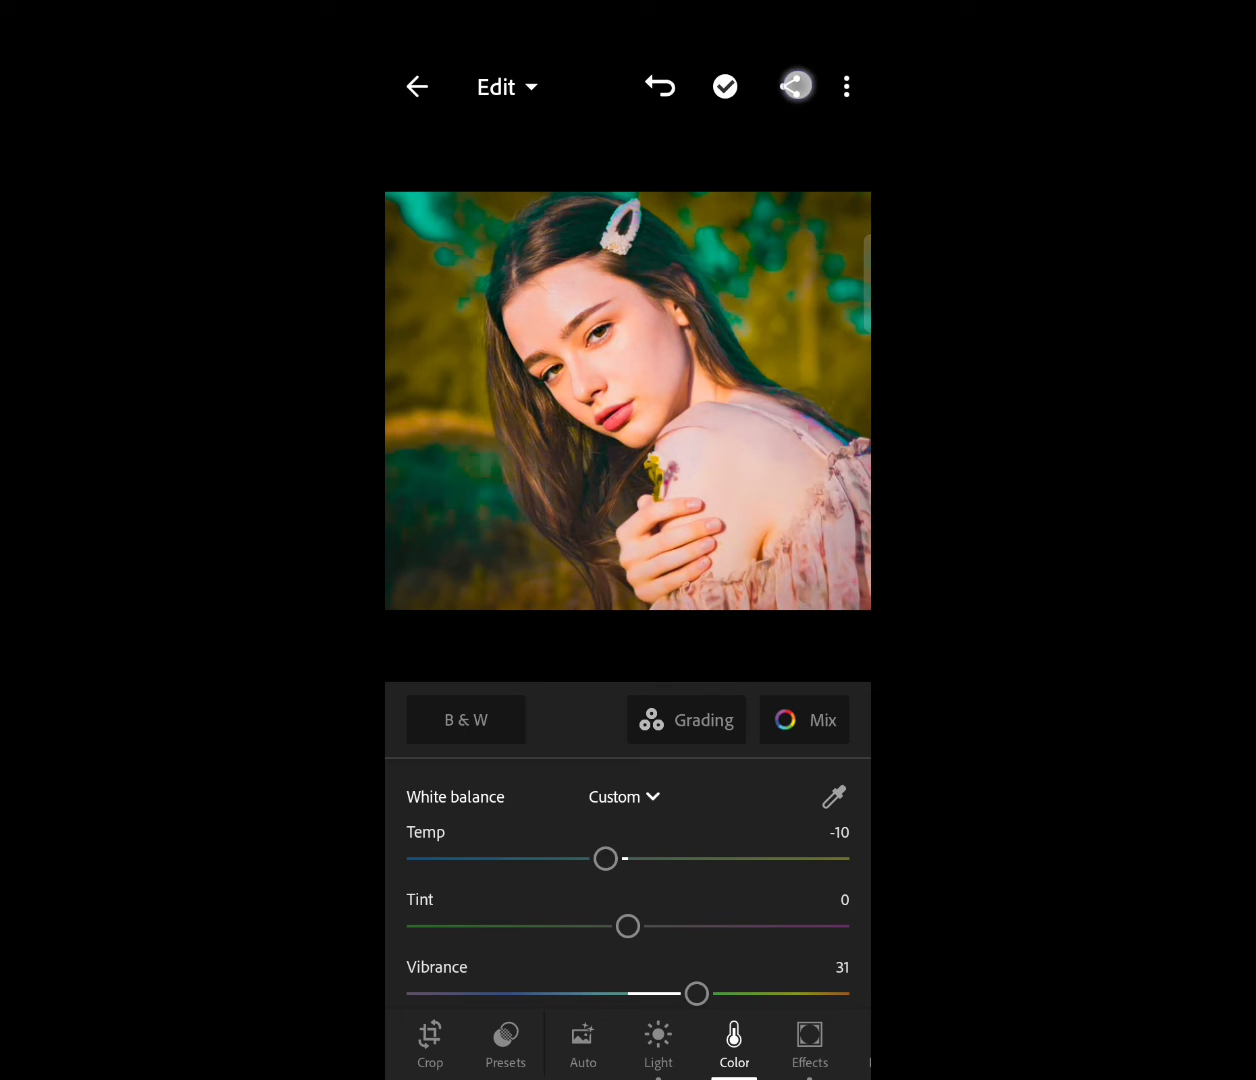 Edit
B & W
Grading
Mix
White balance
Custom
Temp
-10
Tint
0
Vibrance
31
Crop
Presets
Auto
Light
Color
Effects